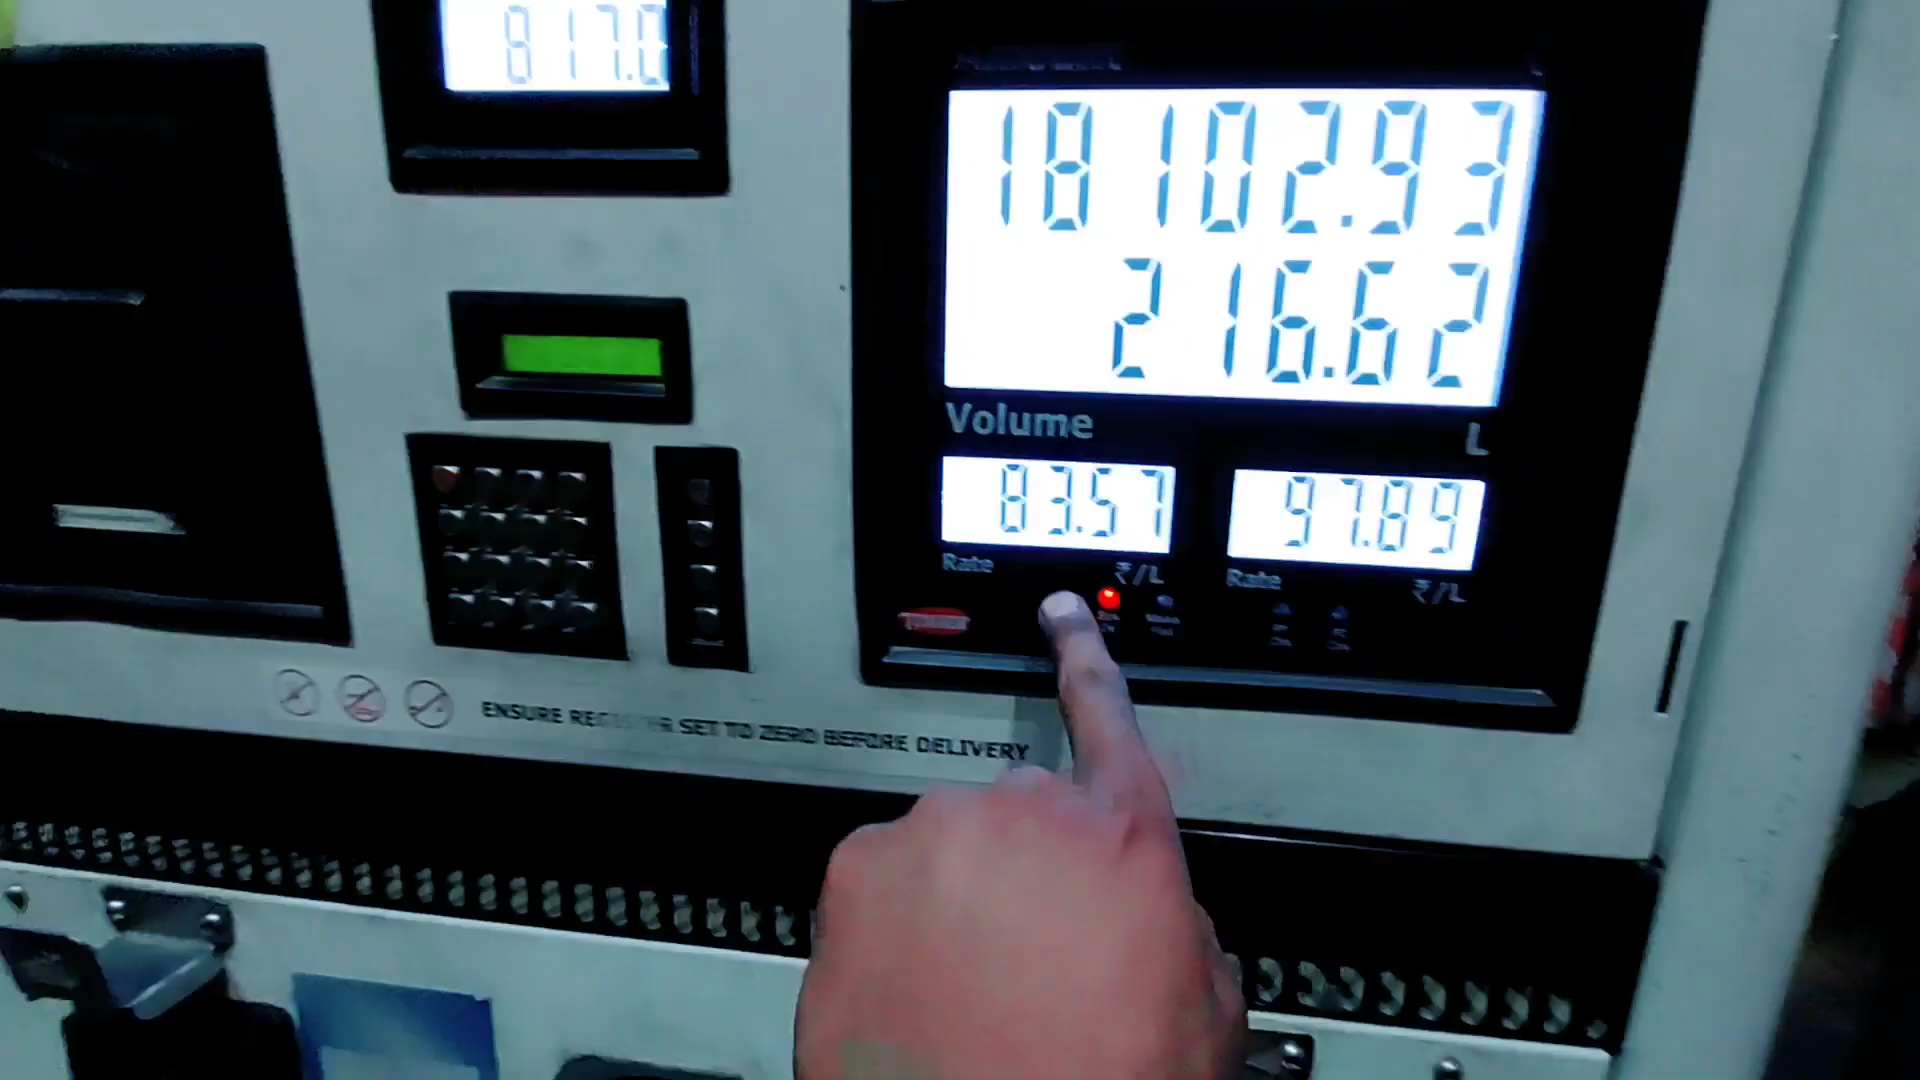 817.0
18102.93
216.62
Volume L
83.57
97.89
Rate ₹/L
Rate ₹/L
ENSURE REGISTER SET TO ZERO BEFORE DELIVERY